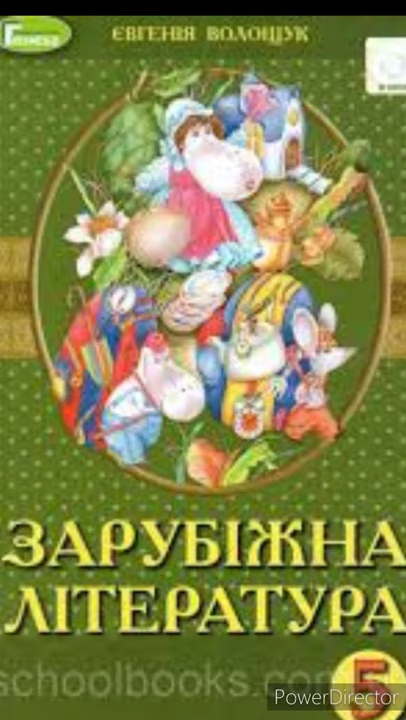 Генеза
ЄВГЕНІЯ ВОЛОЩУК
ЗАРУБІЖНА
ЛІТЕРАТУРА
schoolbooks.com
5
PowerDirector